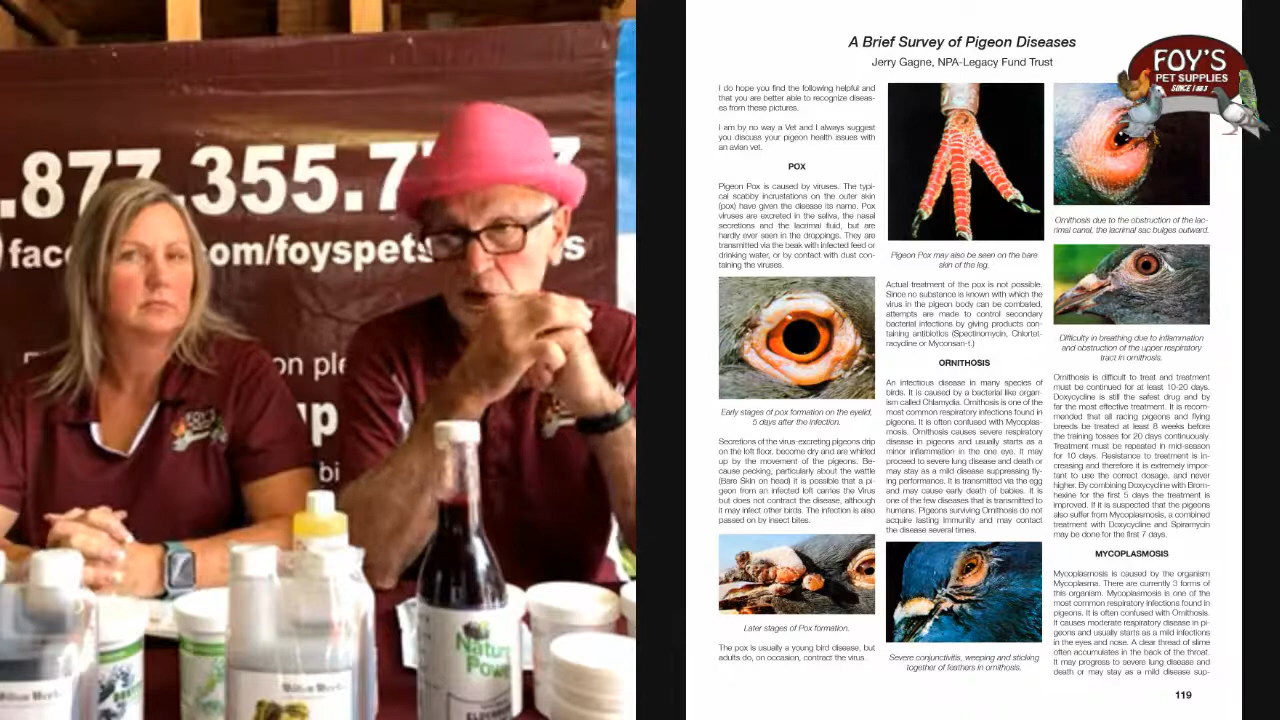 .877.355.7
.com/foyspets
on ple
up
bi
Natural
Power
A Brief Survey of Pigeon Diseases
Jerry Gagne, NPA-Legacy Fund Trust
I do hope you find the following helpful and
that you are better able to recognize diseas-
es from these pictures.
I am by no way a Vet and I always suggest
you discuss your pigeon health issues with
an avian vet.
POX
Pigeon Pox is caused by viruses. The typi-
cal scabby incrustations on the outer skin
(pox) have given the disease its name. Pox
viruses are excreted in the saliva, the nasal
secretions and the lacrimal fluid, but are
hardly ever seen in the droppings. They are
transmitted via the beak with infected feed or
drinking water, or by contact with dust con-
taining the viruses.
Early stages of pox formation on the eyelid,
5 days after the infection.
Secretions of the virus-excreting pigeons drip
on the loft floor, become dry and are whirled
up by the movement of the pigeons. Be-
cause pecking, particularly about the wattle
(Bare Skin on head) it is possible that a pi-
geon from an infected loft carries the Virus
but does not contract the disease, although
it may infect other birds. The infection is also
passed on by insect bites.
Later stages of Pox formation.
The pox is usually a young bird disease, but
adults do, on occasion, contract the virus.
Pigeon Pox may also be seen on the bare
skin of the leg.
Actual treatment of the pox is not possible.
Since no substance is known with which the
virus in the pigeon body can be combated,
attempts are made to control secondary
bacterial infections by giving products con-
taining antibiotics (Spectinomycin, Chlortet-
racydine or Myconsan-t.)
ORNITHOSIS
An infectious disease in many species of
birds. It is caused by a bacterial like organ-
ism called Chlamydia. Ornithosis is one of the
most common respiratory infections found in
pigeons. It is often confused with Mycoplas-
mosis. Ornithosis causes severe respiratory
disease in pigeons and usually starts as a
minor inflammation in the one eye. It may
proceed to severe lung disease and death or
may stay as a mild disease suppressing fly-
ing performance. It is transmitted via the egg
and may cause early death of babies. It is
one of the few diseases that is transmitted to
humans. Pigeons surviving Ornithosis do not
acquire lasting immunity and may contact
the disease several times.
Severe conjunctivitis, weeping and sticking
together of feathers in ornithosis.
FOY'S
PET SUPPLIES
SINCE 1883
Ornithosis due to the obstruction of the lac-
rimal canal, the lacrimal sac bulges outward.
Difficulty in breathing due to inflammation
and obstruction of the upper respiratory
tract in ornithosis.
Ornithosis is difficult to treat and treatment
must be continued for at least 10-20 days.
Doxycycline is still the safest drug and by
far the most effective treatment. It is recom-
mended that all racing pigeons and flying
breeds be treated at least 8 weeks before
the training tosses for 20 days continuously.
Treatment must be repeated in mid-season
for 10 days. Resistance to treatment is in-
creasing and therefore it is extremely impor-
tant to use the correct dosage, and never
higher. By combining Doxycycline with Brom-
hexine for the first 5 days the treatment is
improved. If it is suspected that the pigeons
also suffer from Mycoplasmosis, a combined
treatment with Doxycycline and Spiramycin
may be done for the first 7 days.
MYCOPLASMOSIS
Mycoplasmosis is caused by the organism
Mycoplasma. There are currently 3 forms of
this organism. Mycoplasmosis is one of the
most common respiratory infections found in
pigeons. It is often confused with Ornithosis.
It causes moderate respiratory disease in pi-
geons and usually starts as a mild infections
in the eyes and nose. A clear thread of slime
often accumulates in the back of the throat.
It may progress to severe lung disease and
death or may stay as a mild disease sup-
119